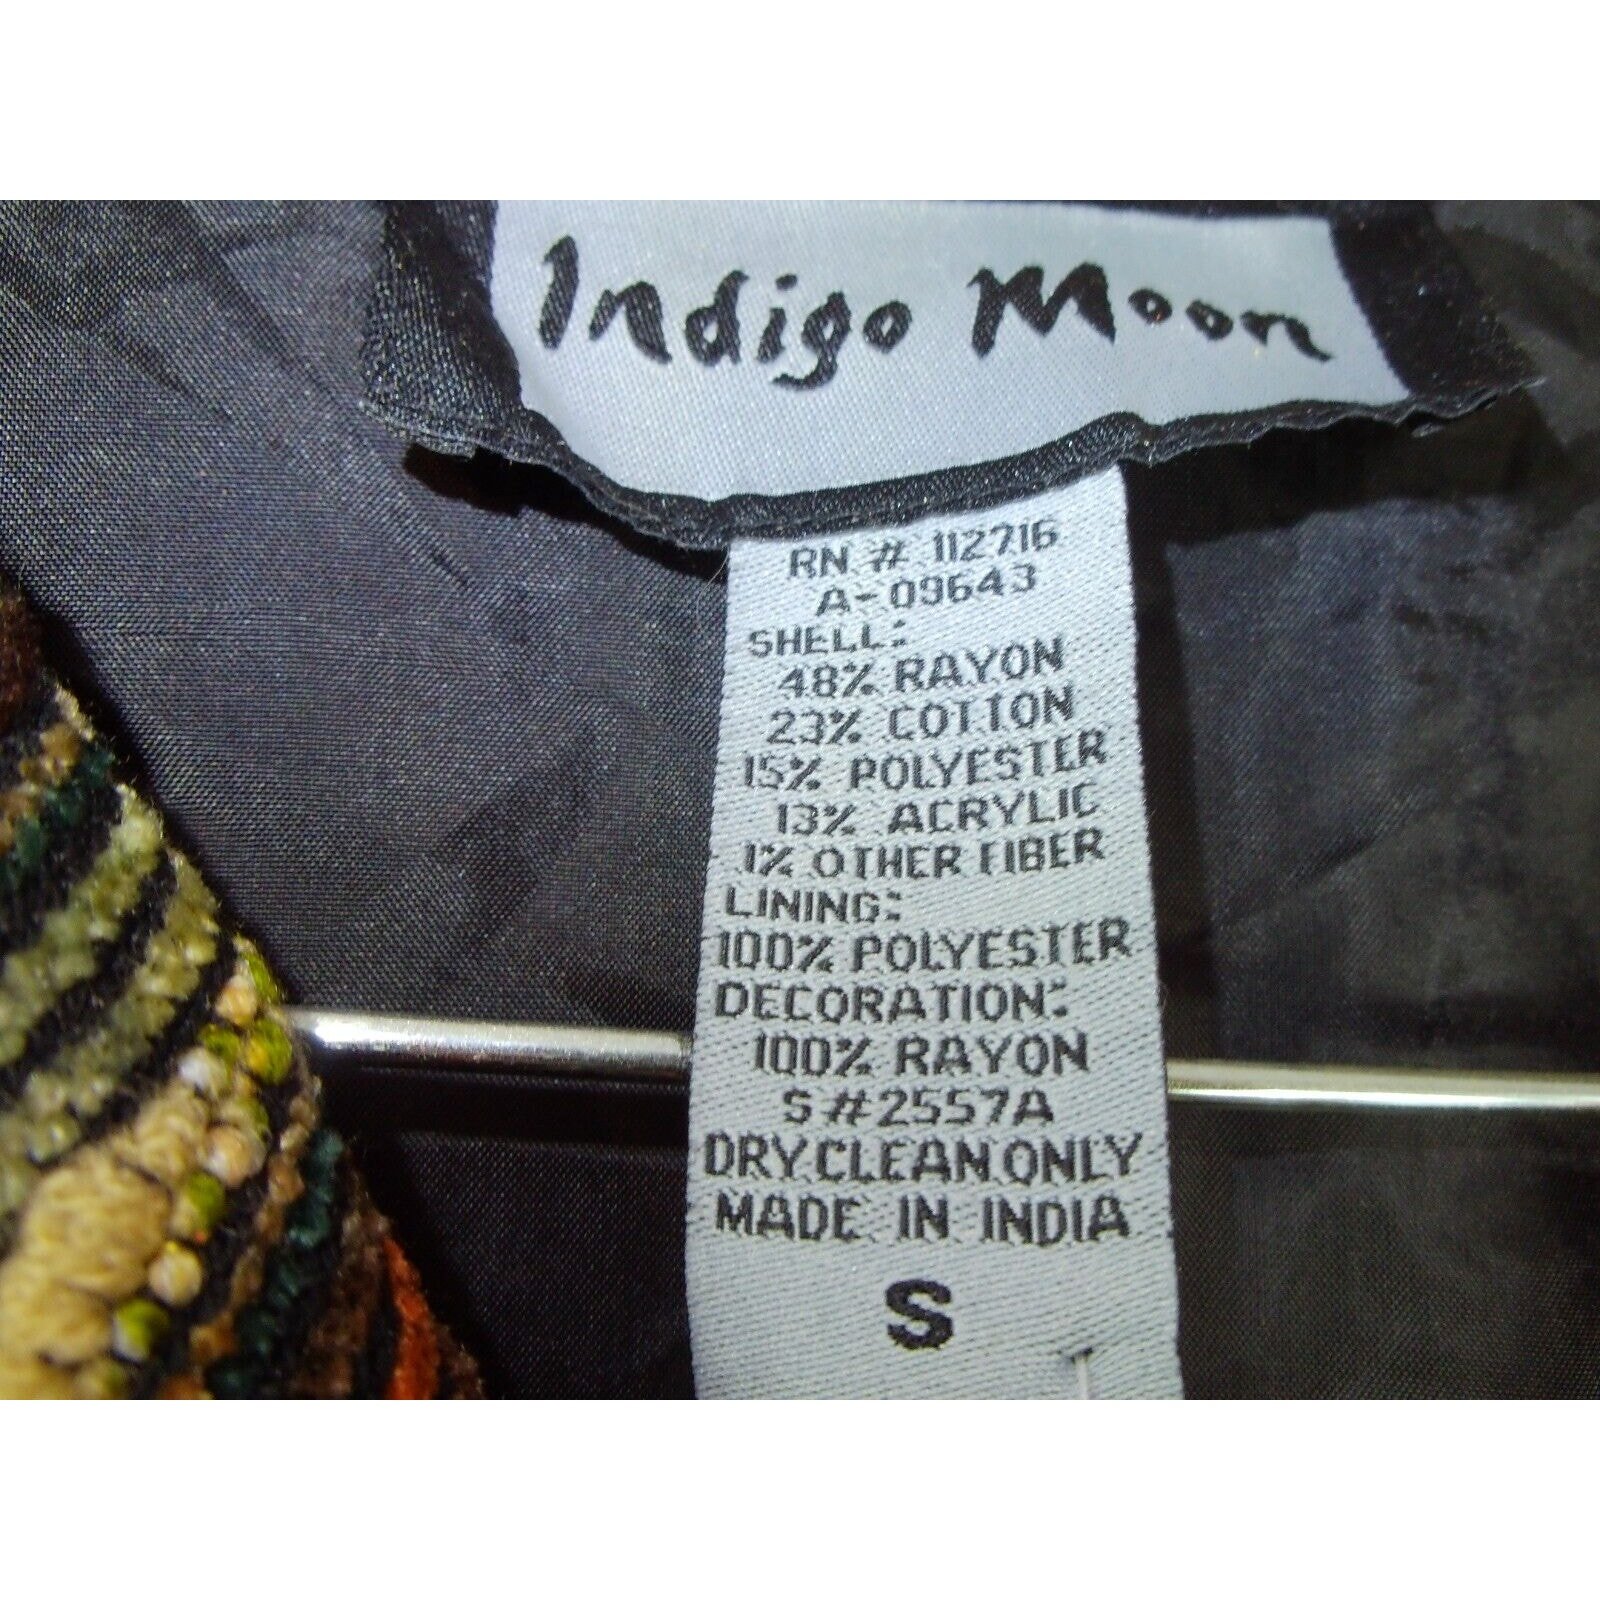 Indigo Moon
RN # 112716
A-09643
SHELL:
48% RAYON
23% COTTON
15% POLYESTER
13% ACRYLIC
1% OTHER FIBER
LINING:
100% POLYESTER
DECORATION:
100% RAYON
S#2557A
DRY CLEAN ONLY
MADE IN INDIA
S